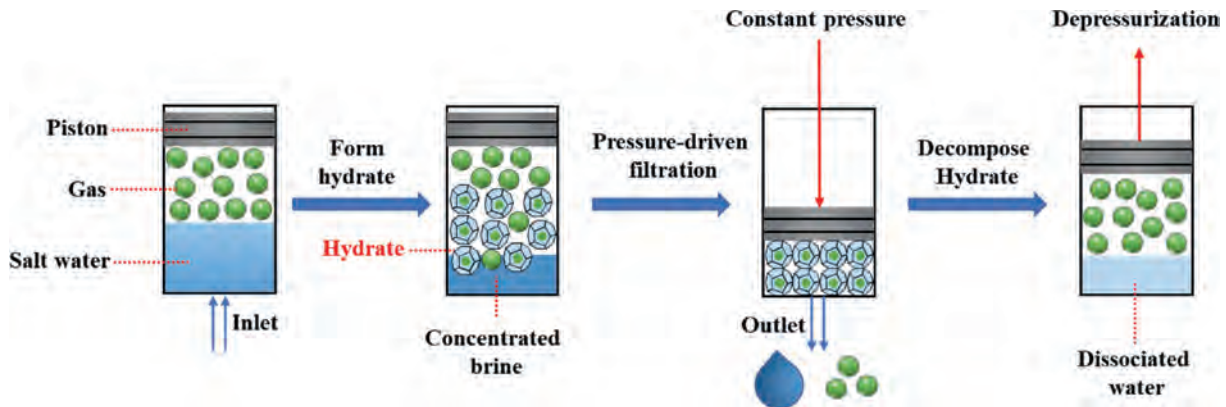 Constant pressure
Depressurization
Piston
Gas
Salt water
Inlet
Form
hydrate
Hydrate
Concentrated
brine
Pressure-driven
filtration
Outlet
Decompose
Hydrate
Dissociated
water